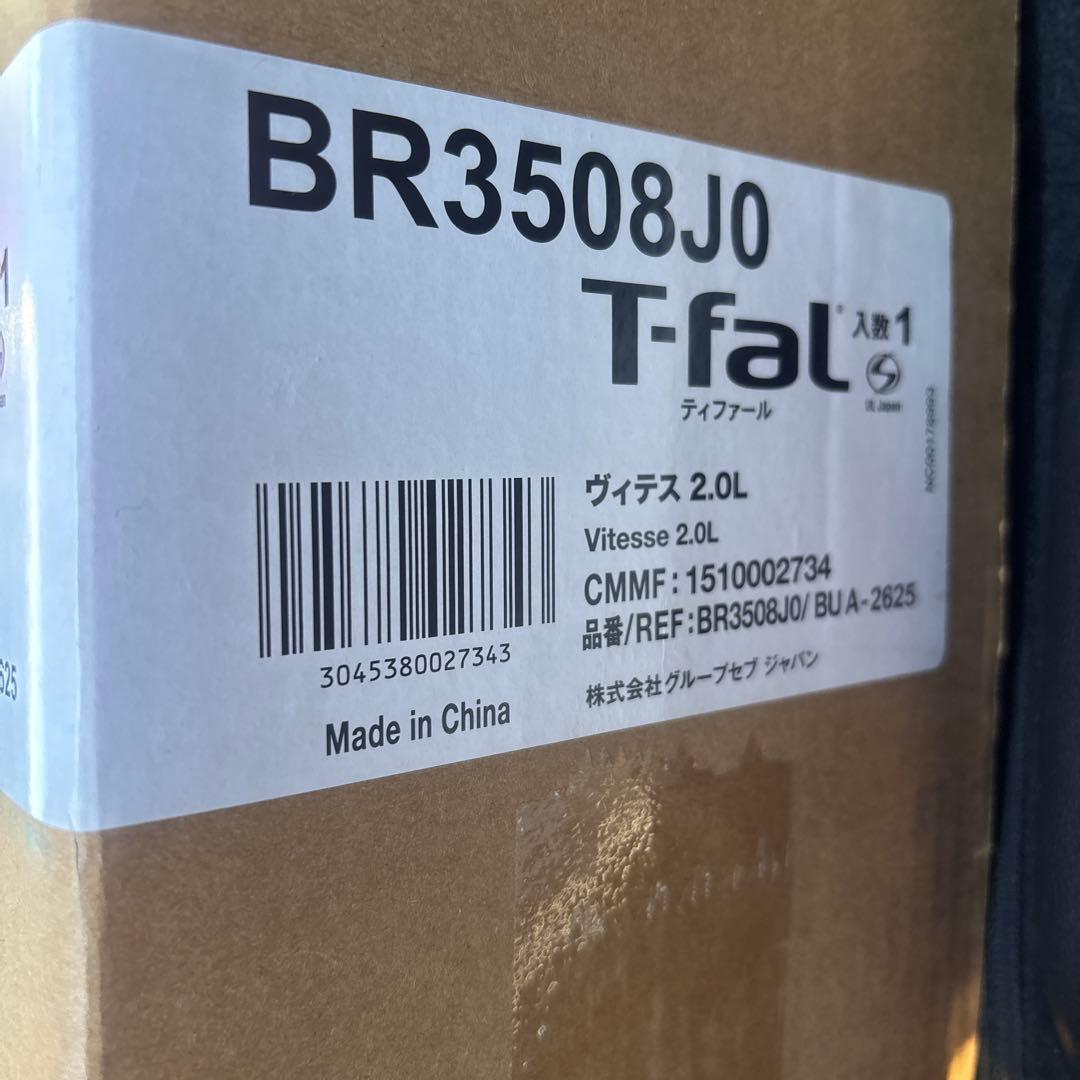 BR3508J0
T-fal
入数 1
ティファール
UL Japan
ヴィテス 2.0L
Vitesse 2.0L
CMMF : 1510002734
品番/REF : BR3508J0/ BU A-2625
株式会社グループセブ ジャパン
3045380027343
Made in China
1
625